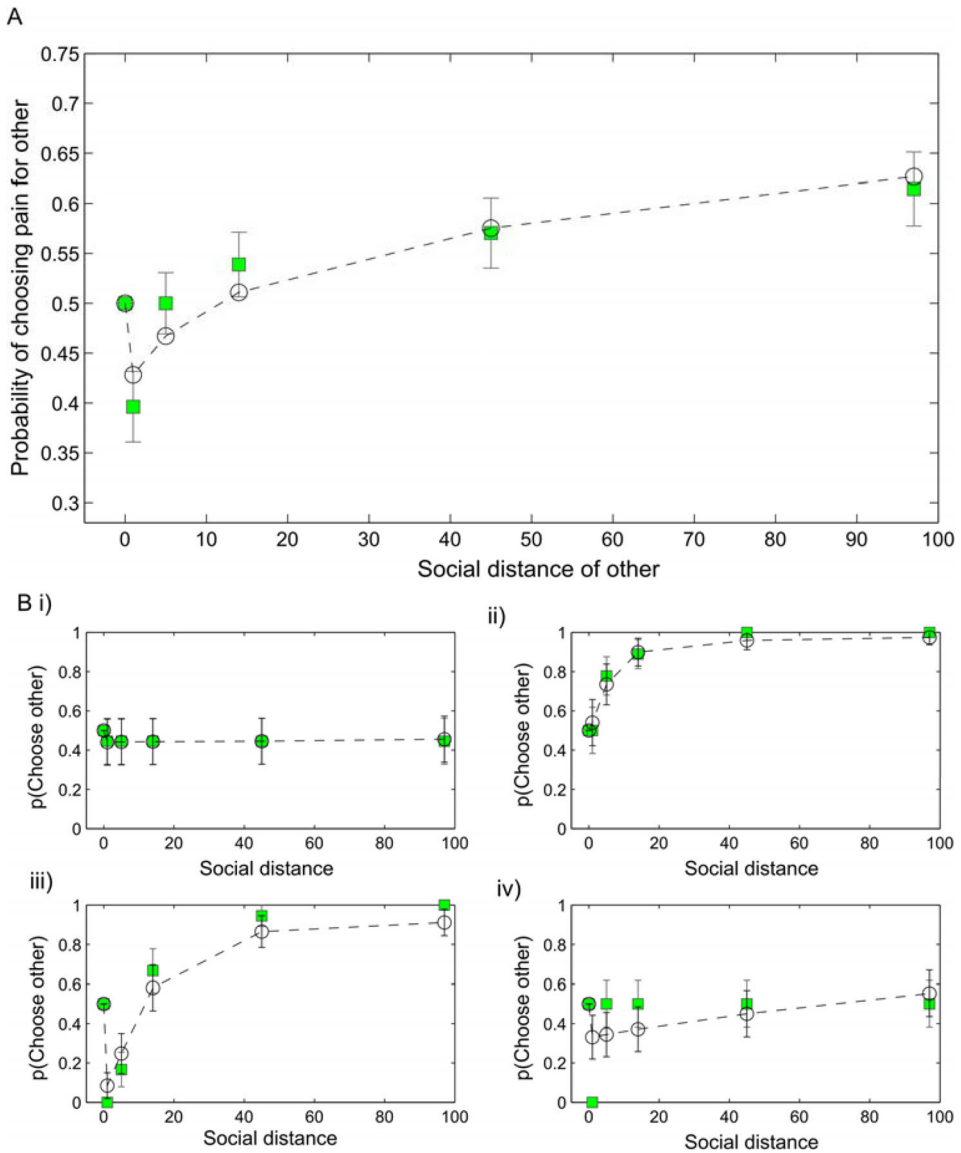 A
0.75
0.7
0.65
0.6
0.55
0.5
0.45
0.4
0.35
0.3
Probability of choosing pain for other
0 10 20 30 40 50 60 70 80 90 100
Social distance of other
B i)
1
0.8
0.6
0.4
0.2
0
p(Choose other)
0 20 40 60 80 100
Social distance
ii)
1
0.8
0.6
0.4
0.2
0
p(Choose other)
0 20 40 60 80 100
Social distance
iii)
1
0.8
0.6
0.4
0.2
0
p(Choose other)
0 20 40 60 80 100
Social distance
iv)
1
0.8
0.6
0.4
0.2
0
p(Choose other)
0 20 40 60 80 100
Social distance